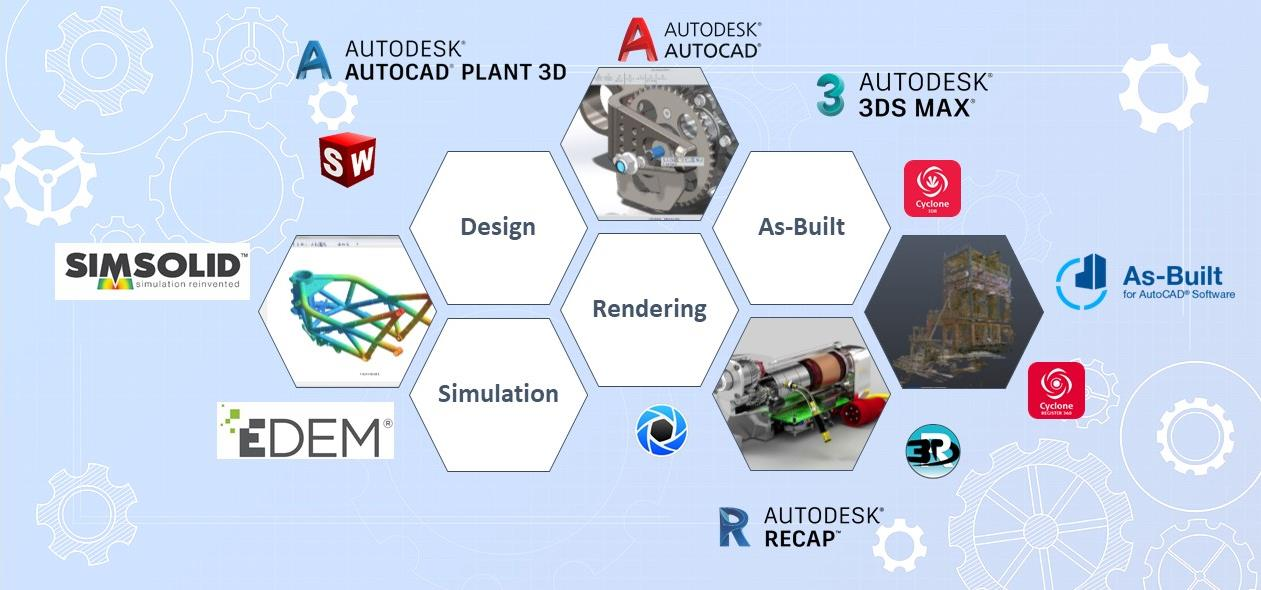 AUTODESK®
AUTOCAD® PLANT 3D
AUTODESK®
AUTOCAD®
AUTODESK®
3DS MAX®
SW
Design
As-Built
Cyclone
3DR
SIMSOLID™
simulation reinvented
As-Built
for AutoCAD® Software
Rendering
Simulation
Cyclone
REGISTER 360
EDEM®
3R
AUTODESK®
RECAP™